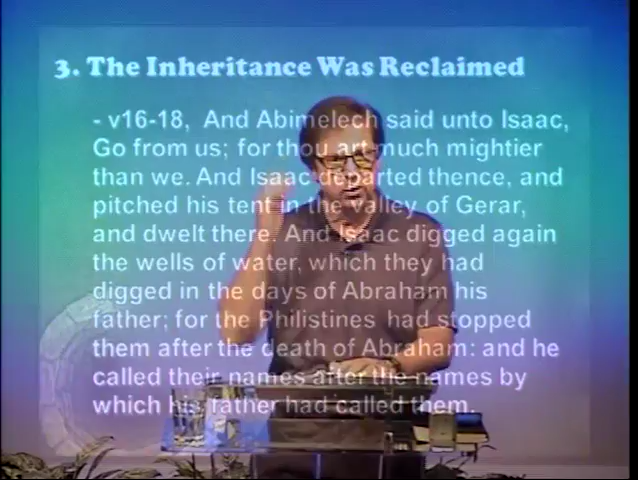 3. The Inheritance Was Reclaimed
- v16-18, And Abimelech said unto Isaac,
Go from us; for thou art much mightier
than we. And Isaac departed thence, and
pitched his tent in the valley of Gerar,
and dwelt there. And Isaac digged again
the wells of water, which they had
digged in the days of Abraham his
father; for the Philistines had stopped
them after the death of Abraham: and he
called their names after the names by
which his father had called them.